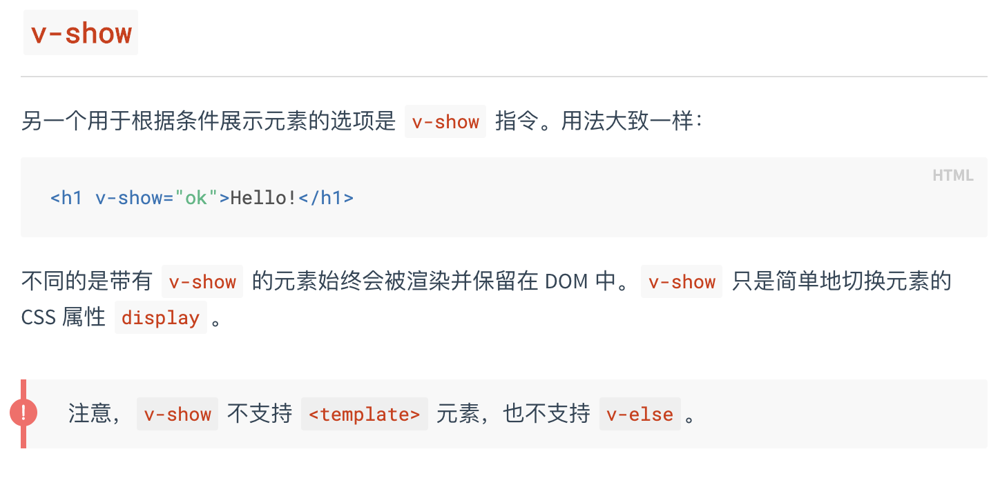 v-show
另一个用于根据条件展示元素的选项是 v-show 指令。用法大致一样：
HTML
<h1 v-show="ok">Hello!</h1>
不同的是带有 v-show 的元素始终会被渲染并保留在 DOM 中。v-show 只是简单地切换元素的
CSS 属性 display 。
!
注意，v-show 不支持 <template> 元素，也不支持 v-else 。